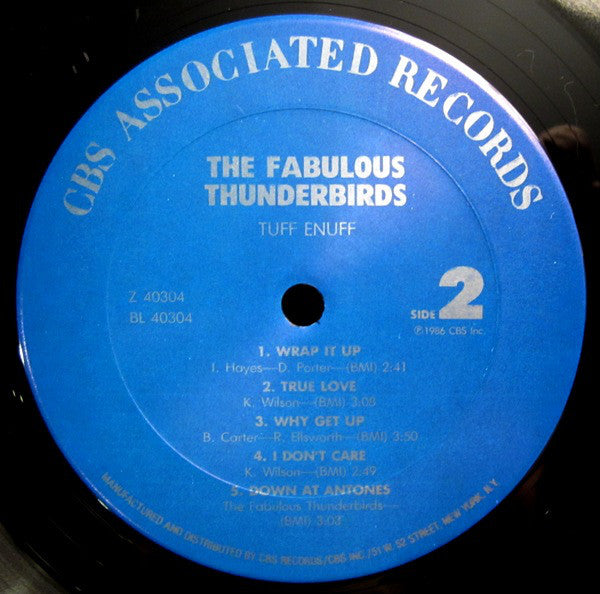 CBS ASSOCIATED RECORDS
THE FABULOUS
THUNDERBIRDS
TUFF ENUFF
Z 40304
BL 40304
SIDE 2
℗1986 CBS Inc.
1. WRAP IT UP
I. Hayes—D. Porter—(BMI) 2:41
2. TRUE LOVE
K. Wilson—(BMI) 3:08
3. WHY GET UP
B. Carter—R. Ellsworth—(BMI) 3:50
4. I DON'T CARE
K. Wilson—(BMI) 2:49
5. DOWN AT ANTONES
The Fabulous Thunderbirds—
(BMI) 3:03
MANUFACTURED AND DISTRIBUTED BY CBS RECORDS/CBS INC./51 W. 52 STREET, NEW YORK, N.Y.